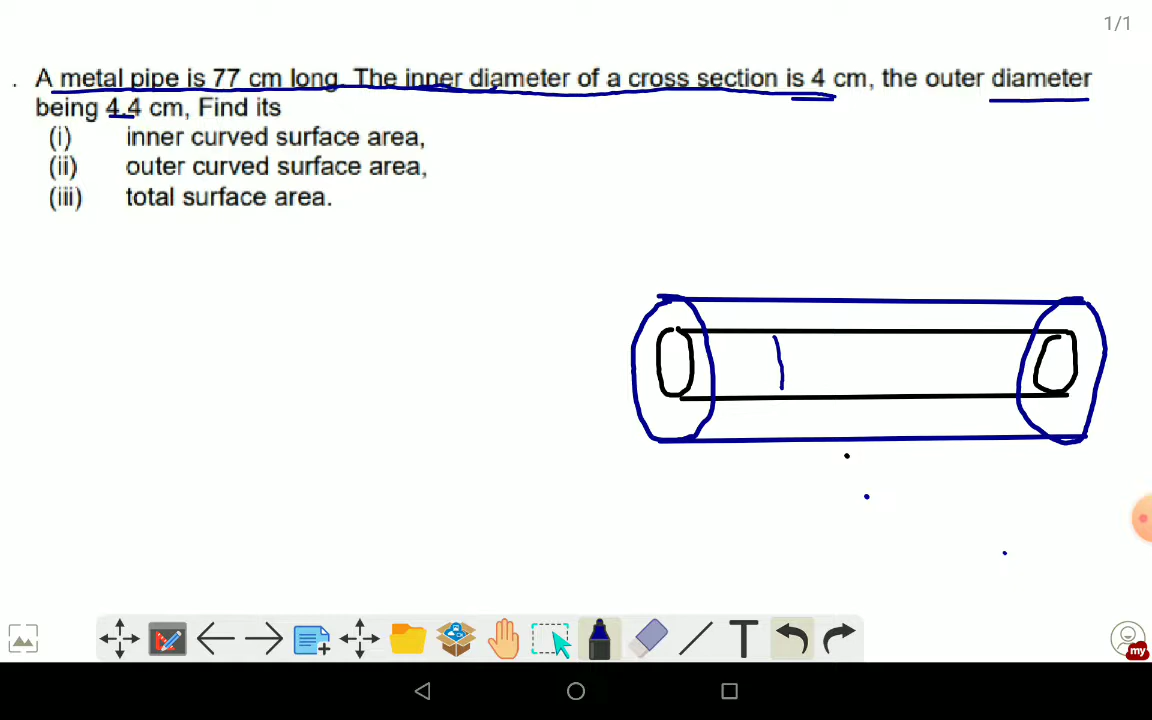 1/1
. A metal pipe is 77 cm long. The inner diameter of a cross section is 4 cm, the outer diameter
being 4.4 cm, Find its
(i) inner curved surface area,
(ii) outer curved surface area,
(iii) total surface area.
T
my